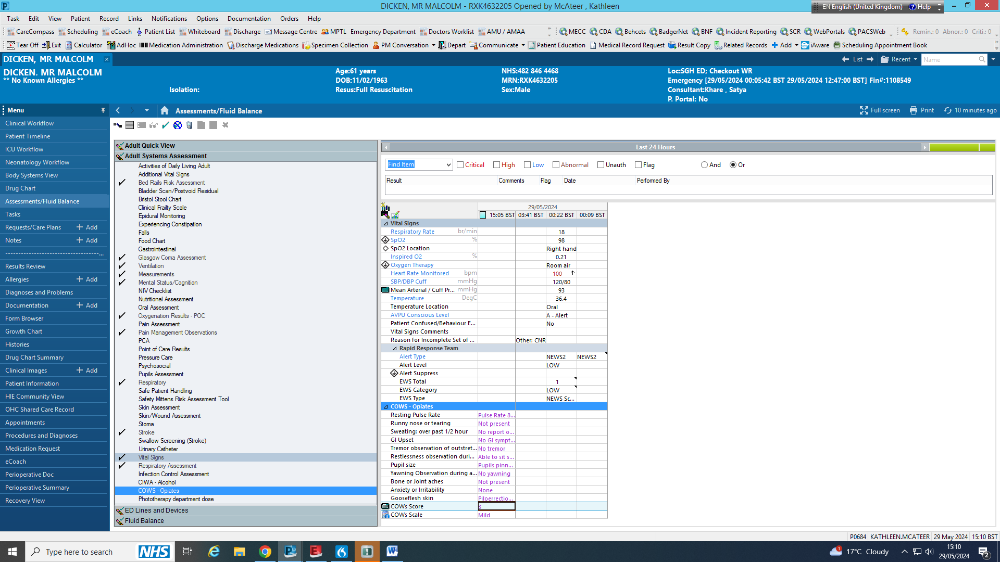 DICKEN, MR MALCOLM - RXK4632205 Opened by McAteer , Kathleen
EN English (United Kingdom) Help
Task Edit View Patient Record Links Notifications Options Documentation Orders Help
CareCompass Scheduling eCoach Patient List Whiteboard Discharge Message Centre MPTL Emergency Department Doctors Worklist AMU / AMAA MECC CDA Behcets BadgerNet BNF Incident Reporting SCR WebPortals PACSWeb Remin.: 0 Abnor.: 0 Criti.: 0
Tear Off Exit Calculator AdHoc Medication Administration Discharge Medications Specimen Collection PM Conversation Depart Communicate Patient Education Medical Record Request Result Copy Related Records Add iAware Scheduling Appointment Book
DICKEN, MR MALCOLM × List Recent Name
DICKEN. MR MALCOLM Age:61 years NHS:482 846 4468 Loc:SGH ED; Checkout WR
** No Known Allergies ** DOB:11/02/1963 MRN:RXK4632205 Emergency [29/05/2024 00:05:42 BST 29/05/2024 12:47:00 BST] Fin#:1108549
Isolation: Resus:Full Resuscitation Sex:Male Consultant:Khare , Satya
P. Portal: No
Menu Assessments/Fluid Balance Full screen Print 10 minutes ago
Clinical Workflow
Patient Timeline
ICU Workflow
Neonatology Workflow
Body Systems View
Drug Chart
Assessments/Fluid Balance
Tasks
Requests/Care Plans + Add
Notes + Add
Results Review
Allergies + Add
Diagnoses and Problems
Documentation + Add
Form Browser
Growth Chart
Histories
Drug Chart Summary
Clinical Images + Add
Patient Information
HIE Community View
OHC Shared Care Record
Appointments
Procedures and Diagnoses
Medication Request
eCoach
Perioperative Doc
Perioperative Summary
Recovery View
Adult Quick View
Adult Systems Assessment
Activities of Daily Living Adult
Additional Vital Signs
Bed Rails Risk Assessment
Bladder Scan/Postvoid Residual
Bristol Stool Chart
Clinical Frailty Scale
Epidural Monitoring
Experiencing Constipation
Falls
Food Chart
Gastrointestinal
Glasgow Coma Assessment
Ventilation
Measurements
Mental Status/Cognition
NIV Checklist
Nutritional Assessment
Oral Assessment
Oxygenation Results - POC
Pain Assessment
Pain Management Observations
PCA
Point of Care Results
Pressure Care
Psychosocial
Pupils Assessment
Respiratory
Safe Patient Handling
Safety Mittens Risk Assessment Tool
Skin Assessment
Skin/Wound Assessment
Stoma
Stroke
Swallow Screening (Stroke)
Urinary Catheter
Vital Signs
Respiratory Assessment
Infection Control Assessment
CIWA - Alcohol
COWS - Opiates
Phototherapy department dose
ED Lines and Devices
Fluid Balance
Last 24 Hours
Find Item Critical High Low Abnormal Unauth Flag And Or
Result Comments Flag Date Performed By
29/05/2024
15:05 BST 03:41 BST 00:22 BST 00:09 BST
Vital Signs
Respiratory Rate br/min 18
SpO2 % 98
SpO2 Location Right hand
Inspired O2 % 0.21
Oxygen Therapy Room air
Heart Rate Monitored bpm 100 ↑
SBP/DBP Cuff mmHg 120/80
Mean Arterial / Cuff Pr... mmHg 93
Temperature DegC 36.4
Temperature Location Oral
AVPU Conscious Level A - Alert
Patient Confused/Behaviour E... No
Vital Signs Comments
Reason for Incomplete Set of ... Other: CNR
Rapid Response Team
Alert Type NEWS2 NEWS2
Alert Level LOW
Alert Suppress
EWS Total 1
EWS Category LOW
EWS Type NEWS Sc...
COWS - Opiates
Resting Pulse Rate Pulse Rate 8...
Runny nose or tearing Not present
Sweating: over past 1/2 hour No report o...
GI Upset No GI sympt...
Tremor observation of outstret... No tremor
Restlessness observation duri... Able to sit s...
Pupil size Pupils pinn...
Yawning Observation during a... No yawning
Bone or Joint aches Not present
Anxiety or Irritability None
Gooseflesh skin Piloerrectio...
COWs Score 3
COWs Scale Mild
P0684 KATHLEEN.MCATEER 29 May 2024 15:10 BST
Type here to search NHS 17°C Cloudy 15:10
29/05/2024 2